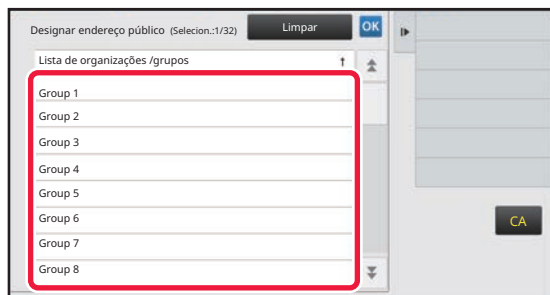 Designar endereço público (Selecion.:1/32) Limpar OK
Lista de organizações /grupos
Group 1
Group 2
Group 3
Group 4
Group 5
Group 6
Group 7
Group 8
CA